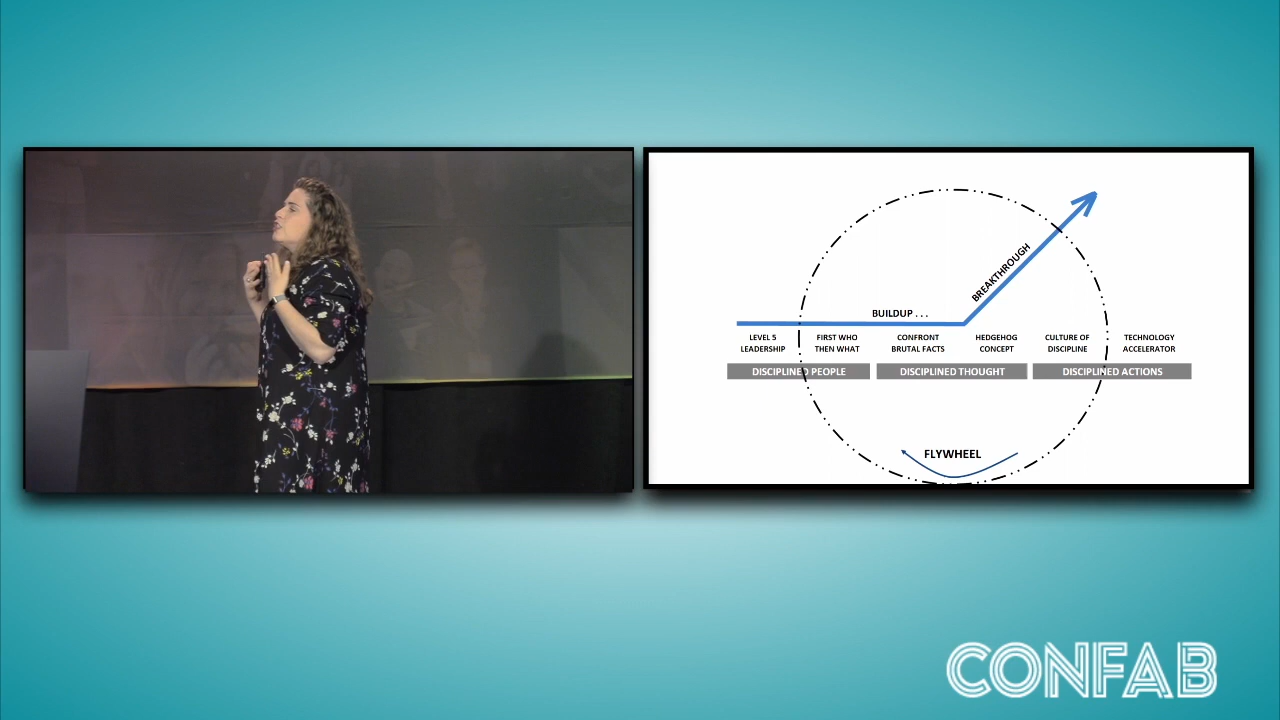 BREAKTHROUGH
BUILDUP . . .
LEVEL 5
LEADERSHIP
FIRST WHO
THEN WHAT
CONFRONT
BRUTAL FACTS
HEDGEHOG
CONCEPT
CULTURE OF
DISCIPLINE
TECHNOLOGY
ACCELERATOR
DISCIPLINED PEOPLE
DISCIPLINED THOUGHT
DISCIPLINED ACTIONS
FLYWHEEL
CONFAB